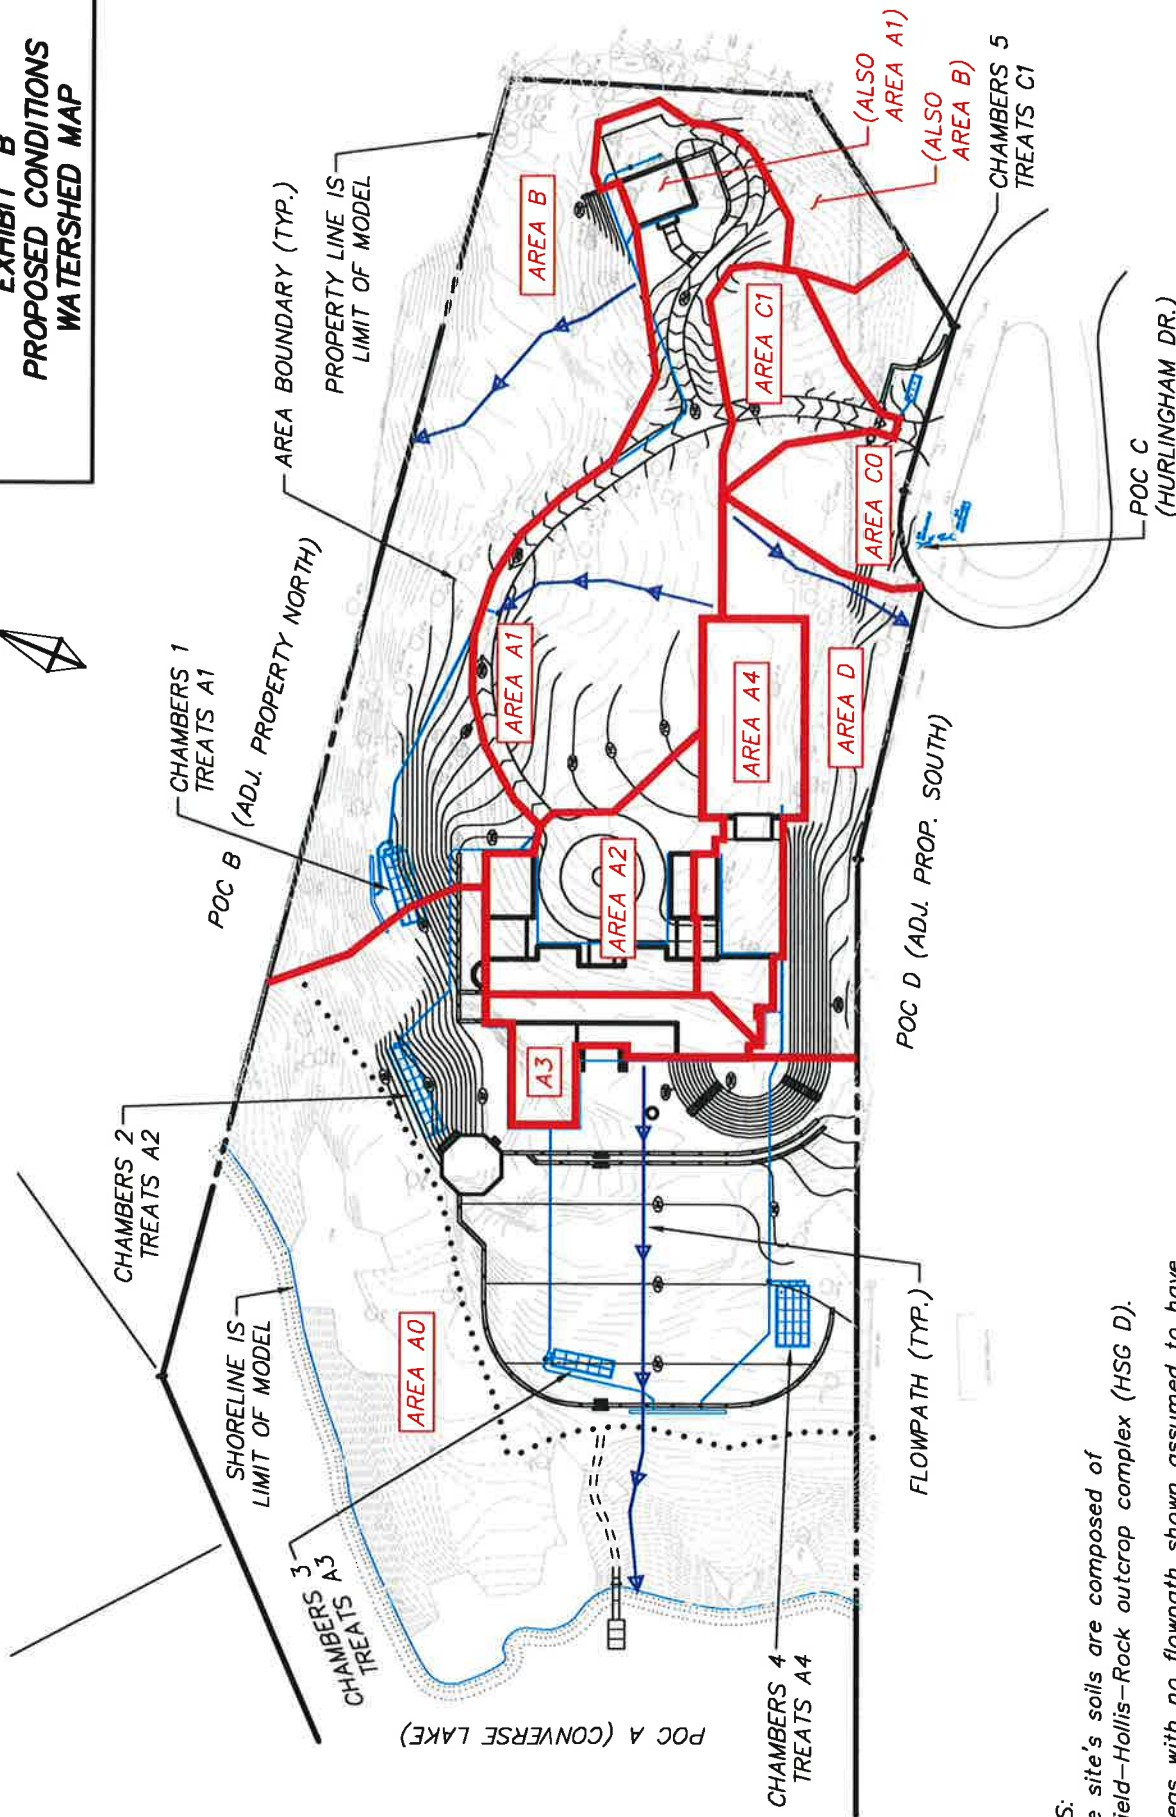 EXHIBIT B
PROPOSED CONDITIONS
WATERSHED MAP
PROPERTY LINE IS
LIMIT OF MODEL
AREA BOUNDARY (TYP.)
AREA B
(ALSO
AREA A1)
(ALSO
AREA B)
CHAMBERS 5
TREATS C1
AREA C1
AREA C0
POC C
(HURLINGHAM DR.)
CHAMBERS 1
TREATS A1
POC B (ADJ. PROPERTY NORTH)
AREA A1
AREA A4
AREA D
POC D (ADJ. PROP. SOUTH)
AREA A2
A3
CHAMBERS 2
TREATS A2
SHORELINE IS
LIMIT OF MODEL
AREA A0
FLOWPATH (TYP.)
CHAMBERS 3
TREATS A3
POC A (CONVERSE LAKE)
CHAMBERS 4
TREATS A4
S:
e site's soils are composed of
ield-Hollis-Rock outcrop complex (HSG D).
eas with no flowpath shown assumed to have